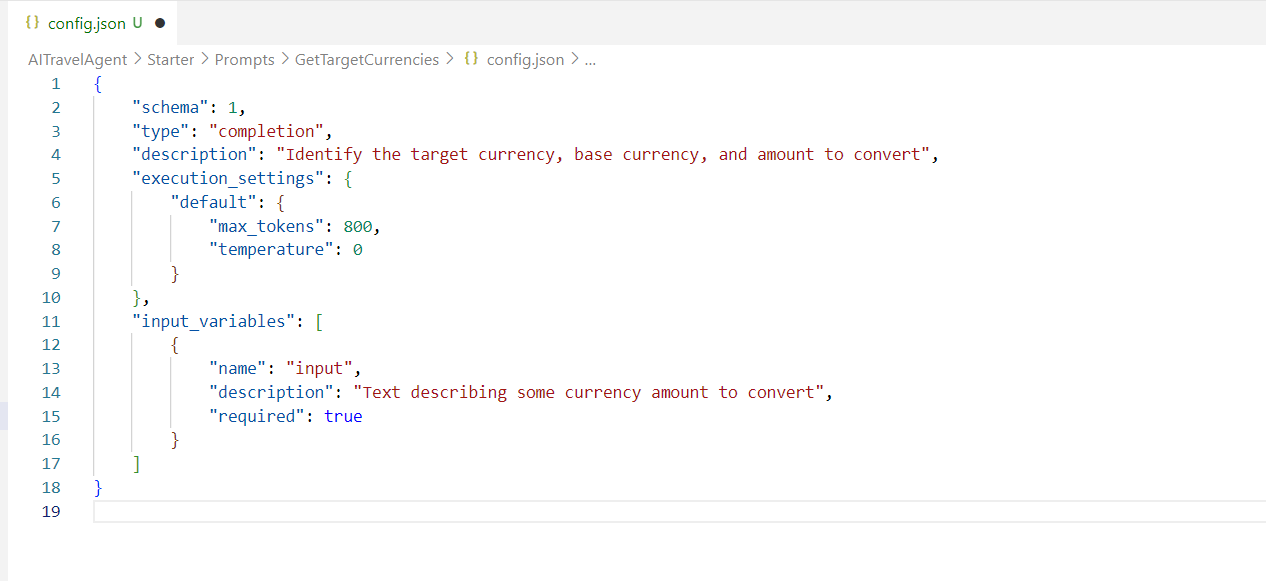 {} config.json U ●
AITravelAgent > Starter > Prompts > GetTargetCurrencies > {} config.json > ...
1 {
2     "schema": 1,
3     "type": "completion",
4     "description": "Identify the target currency, base currency, and amount to convert",
5     "execution_settings": {
6         "default": {
7             "max_tokens": 800,
8             "temperature": 0
9         }
10     },
11     "input_variables": [
12         {
13             "name": "input",
14             "description": "Text describing some currency amount to convert",
15             "required": true
16         }
17     ]
18 }
19